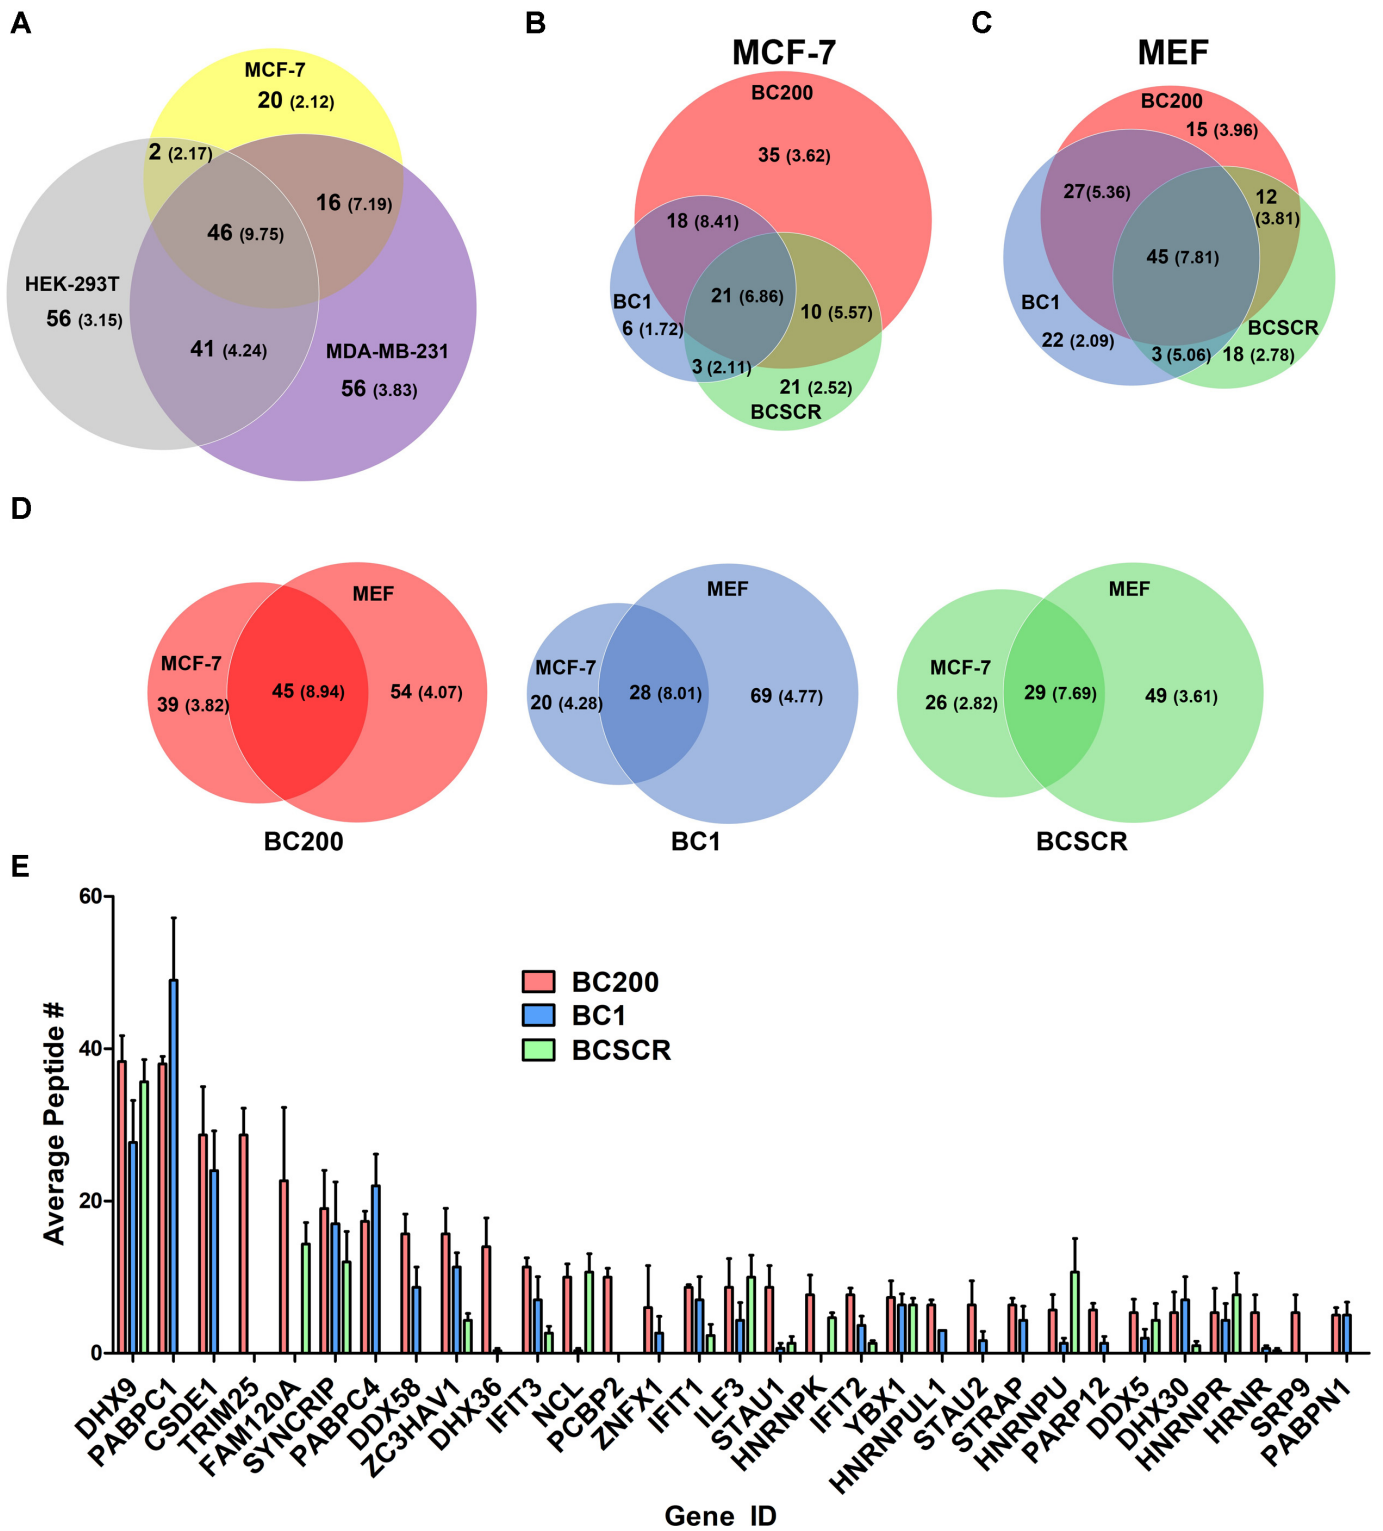 A
MCF-7
20 (2.12)
2 (2.17)
16 (7.19)
46 (9.75)
HEK-293T
56 (3.15)
41 (4.24)
MDA-MB-231
56 (3.83)
B
MCF-7
BC200
35 (3.62)
18 (8.41)
BC1
6 (1.72)
21 (6.86)
10 (5.57)
3 (2.11)
21 (2.52)
BCSCR
C
MEF
BC200
15 (3.96)
27(5.36)
12
(3.81)
45 (7.81)
BC1
22 (2.09)
3 (5.06)
BCSCR
18 (2.78)
D
MCF-7
39 (3.82)
45 (8.94)
MEF
54 (4.07)
BC200
MCF-7
20 (4.28)
28 (8.01)
MEF
69 (4.77)
BC1
MCF-7
26 (2.82)
29 (7.69)
MEF
49 (3.61)
BCSCR
E
Average Peptide #
60
40
20
0
BC200
BC1
BCSCR
DHX9
PABPC1
CSDE1
TRIM25
FAM120A
SYNCRIP
PABPC4
DDX58
ZC3HAV1
DHX36
IFIT3
NCL
PCBP2
ZNFX1
IFIT1
ILF3
STAU1
HNRNPK
IFIT2
YBX1
HNRNPUL1
STAU2
STRAP
HNRNPU
PARP12
DDX5
DHX30
HNRNPR
HRNR
SRP9
PABPN1
Gene ID